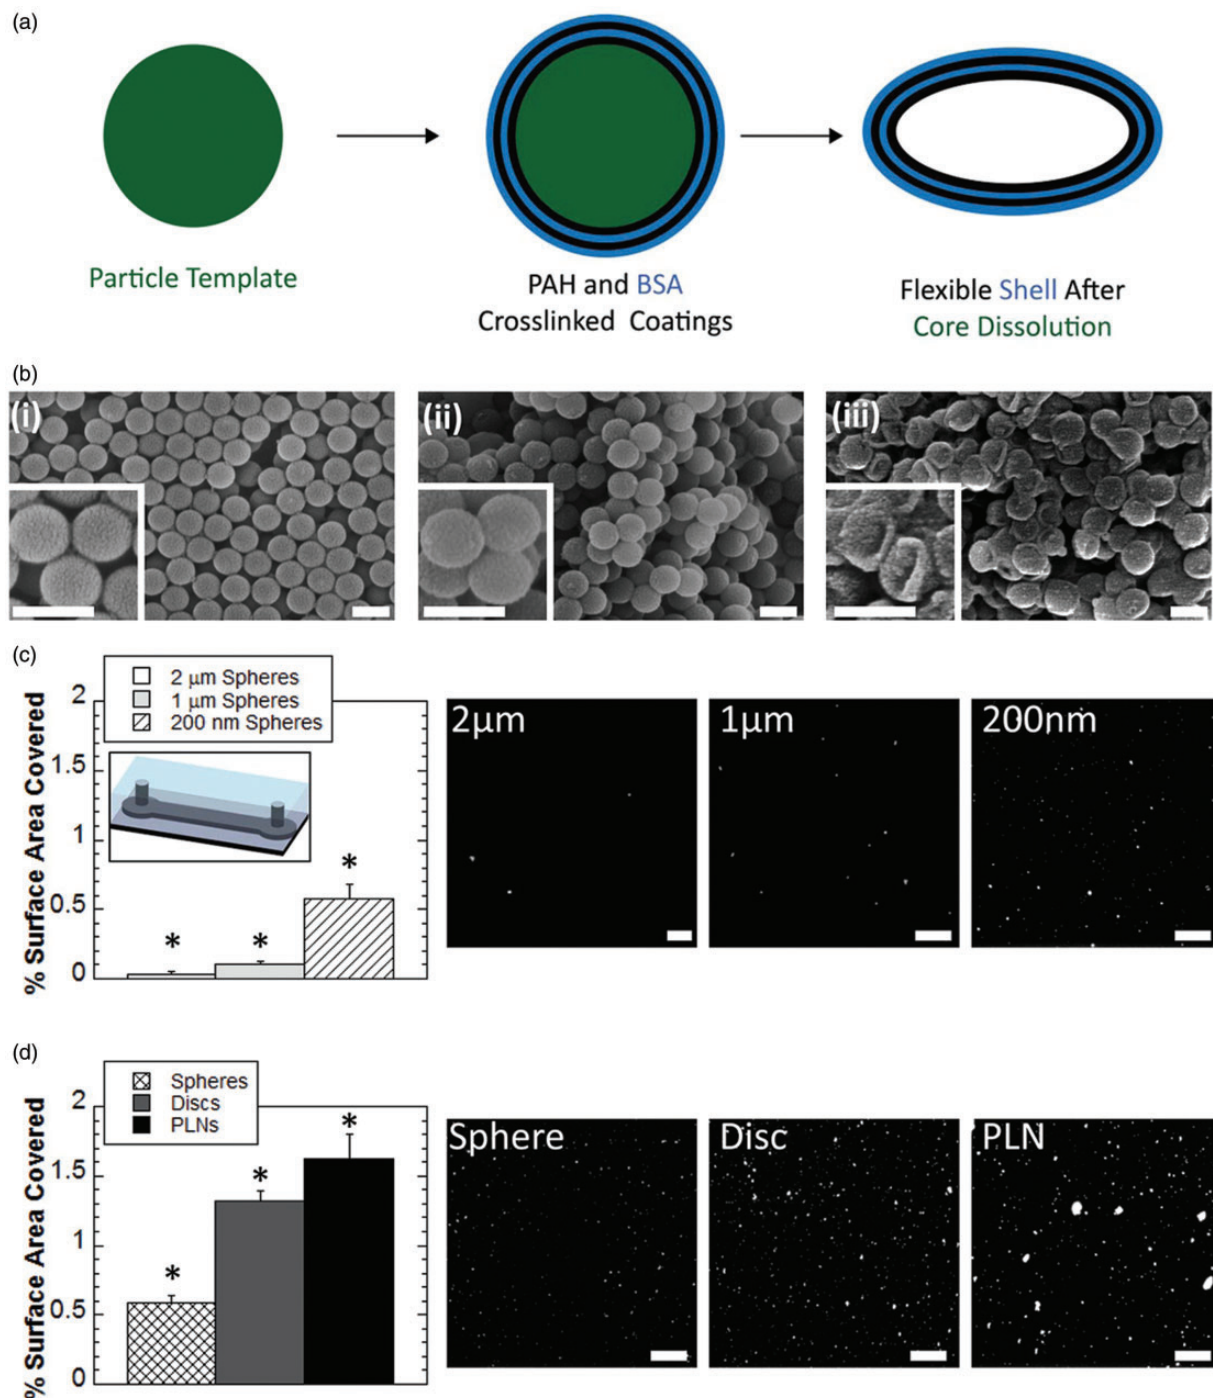 (a)
Particle Template
PAH and BSA
Crosslinked Coatings
Flexible Shell After
Core Dissolution
(b)
(i)
(ii)
(iii)
(c)
2 μm Spheres
1 μm Spheres
200 nm Spheres
% Surface Area Covered
2
1.5
1
0.5
0
*
*
*
2μm
1μm
200nm
(d)
Spheres
Discs
PLNs
% Surface Area Covered
2
1.5
1
0.5
0
*
*
*
Sphere
Disc
PLN